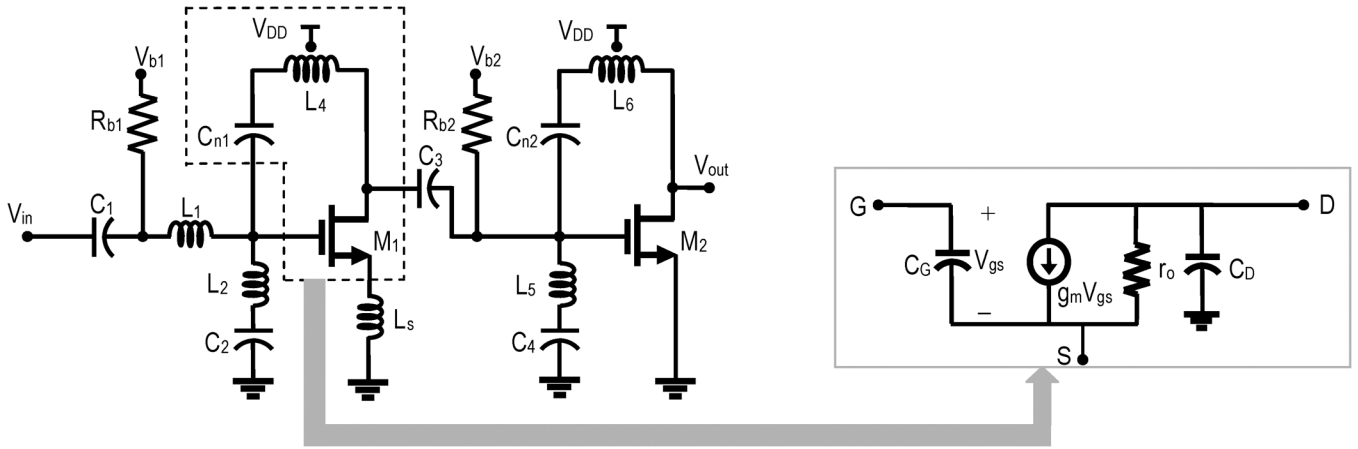 VDD
VDD
Vb1
Vb2
L4
L6
Rb1
Cn1
Rb2
Cn2
C3
Vout
Vin
C1
L1
M1
M2
L2
L5
Ls
C2
C4
G
+
D
CG
Vgs
gmVgs
ro
CD
–
S